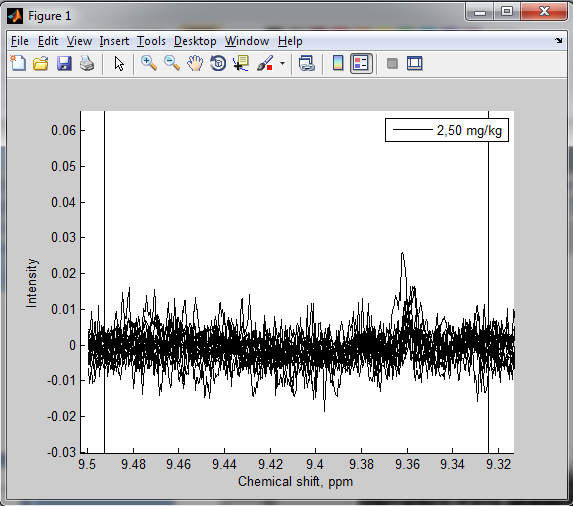 Figure 1
File Edit View Insert Tools Desktop Window Help
2,50 mg/kg
0.06
0.05
0.04
0.03
0.02
0.01
0
-0.01
-0.02
-0.03
Intensity
9.5 9.48 9.46 9.44 9.42 9.4 9.38 9.36 9.34 9.32
Chemical shift, ppm